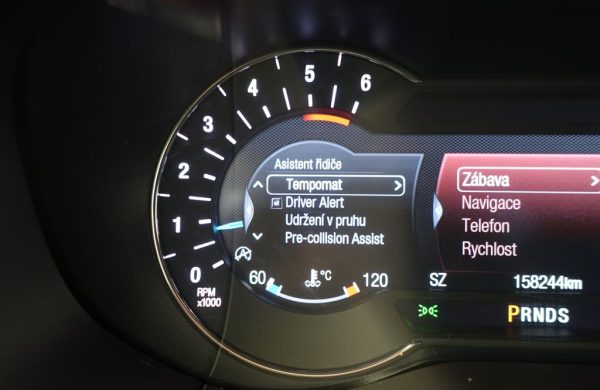 0
1
2
3
4
5
6
RPM
x1000
Asistent řidiče
Tempomat
Driver Alert
Udržení v pruhu
Pre-collision Assist
60 °C 120
Zábava
Navigace
Telefon
Rychlost
SZ 158244km
PRNDS